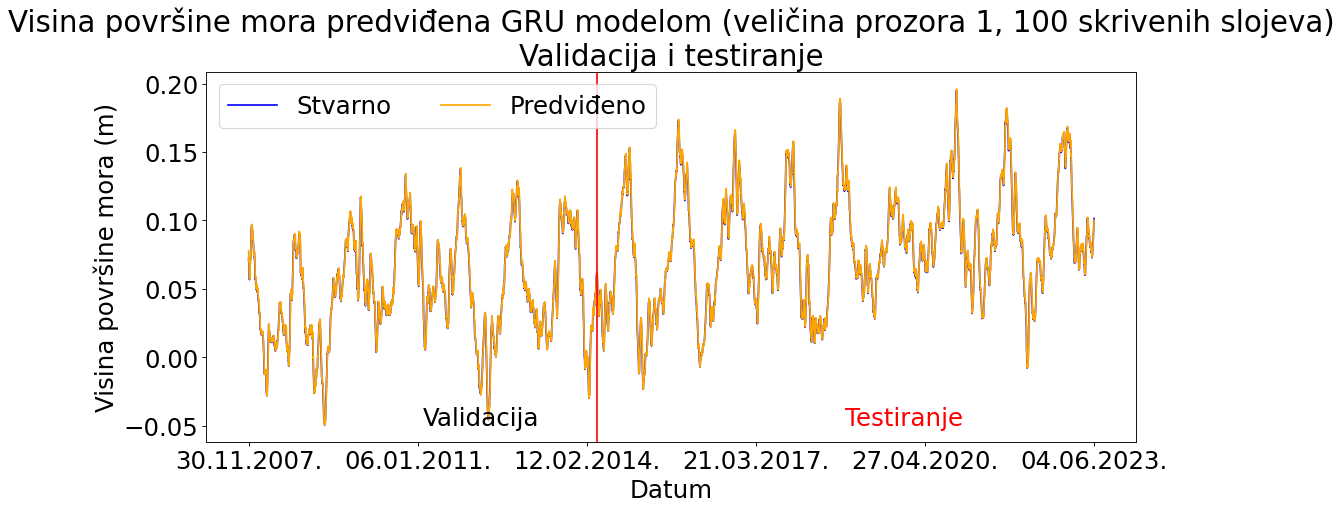 Visina površine mora predviđena GRU modelom (veličina prozora 1, 100 skrivenih slojeva)
Validacija i testiranje
Stvarno
Predviđeno
Visina površine mora (m)
0.20
0.15
0.10
0.05
0.00
−0.05
Validacija
Testiranje
30.11.2007.
06.01.2011.
12.02.2014.
21.03.2017.
27.04.2020.
04.06.2023.
Datum